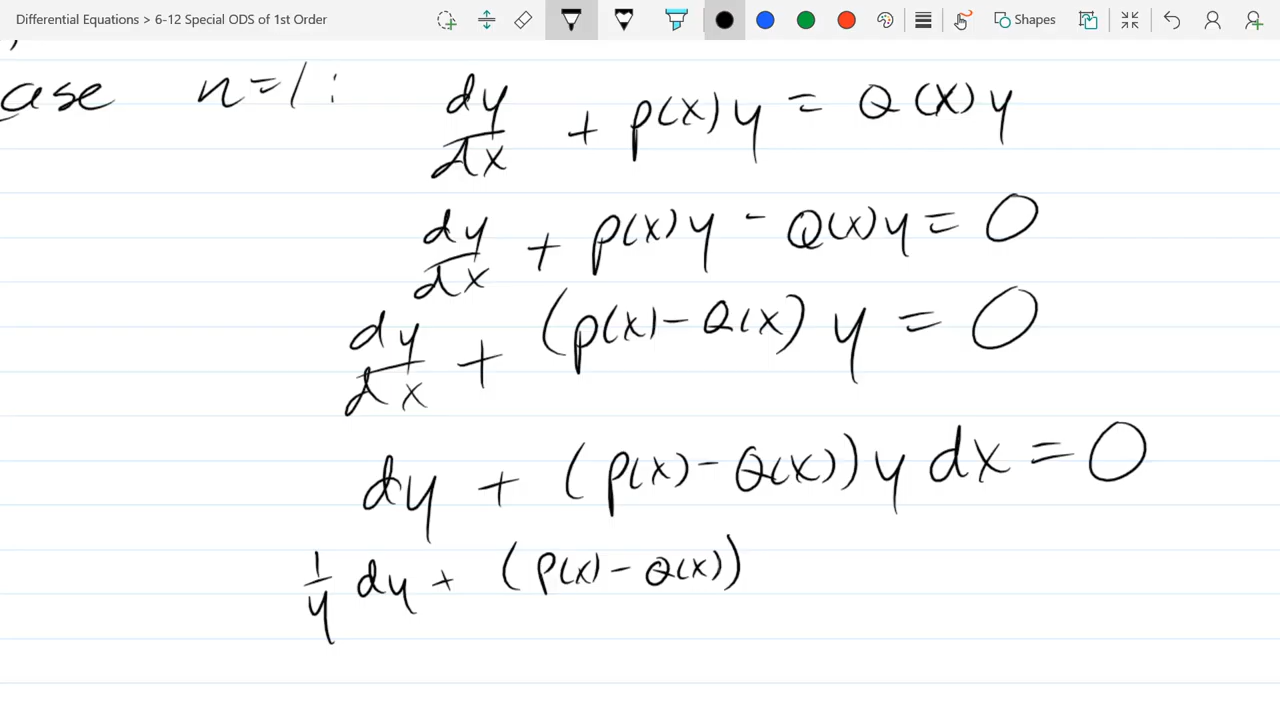 Differential Equations > 6-12 Special ODS of 1st Order
Shapes
ase n=1: dy/dx + p(x)y = Q(x)y
dy/dx + p(x)y - Q(x)y = 0
dy/dx + (p(x) - Q(x)) y = 0
dy + (p(x) - Q(x)) y dx = 0
1/y dy + (p(x) - Q(x))